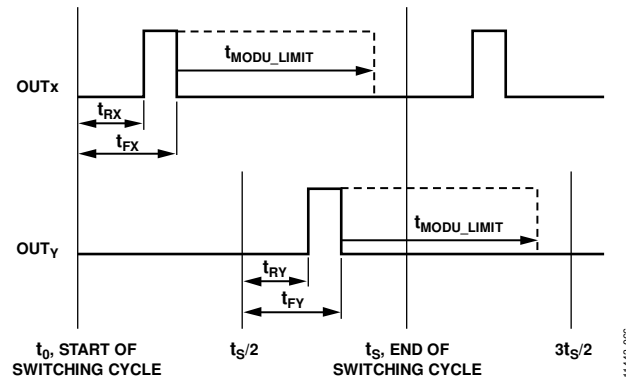 tMODU_LIMIT
OUTx
tRX
tFX
tMODU_LIMIT
OUTY
tRY
tFY
t0, START OF
SWITCHING CYCLE
tS/2
tS, END OF
SWITCHING CYCLE
3tS/2